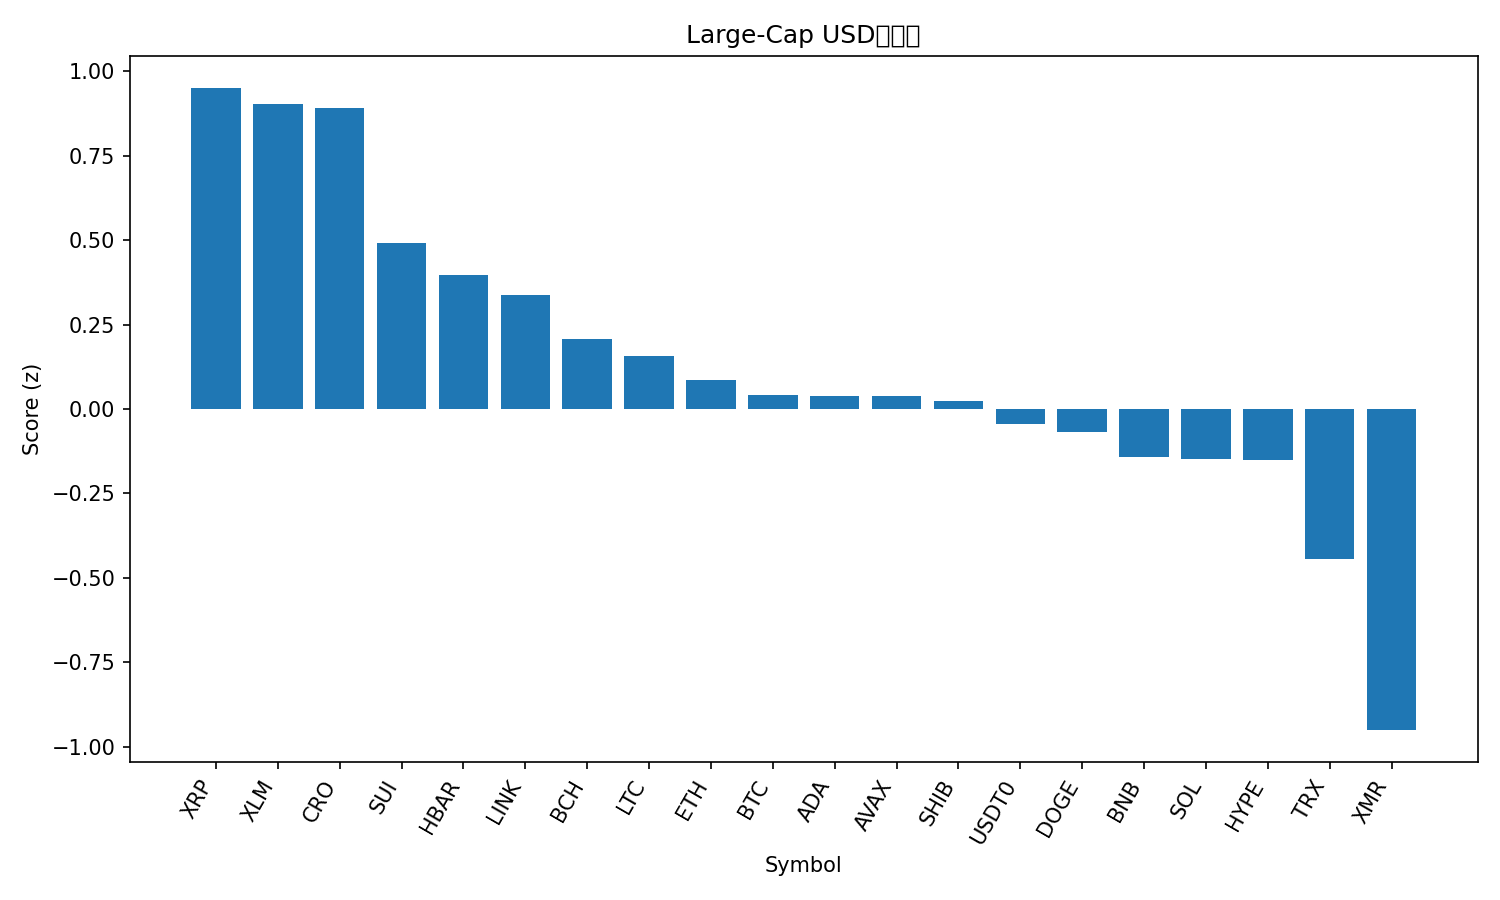 Large-Cap USD
1.00
0.75
0.50
0.25
0.00
−0.25
−0.50
−0.75
−1.00
Score (z)
XRP
XLM
CRO
SUI
HBAR
LINK
BCH
LTC
ETH
BTC
ADA
AVAX
SHIB
USDT0
DOGE
BNB
SOL
HYPE
TRX
XMR
Symbol